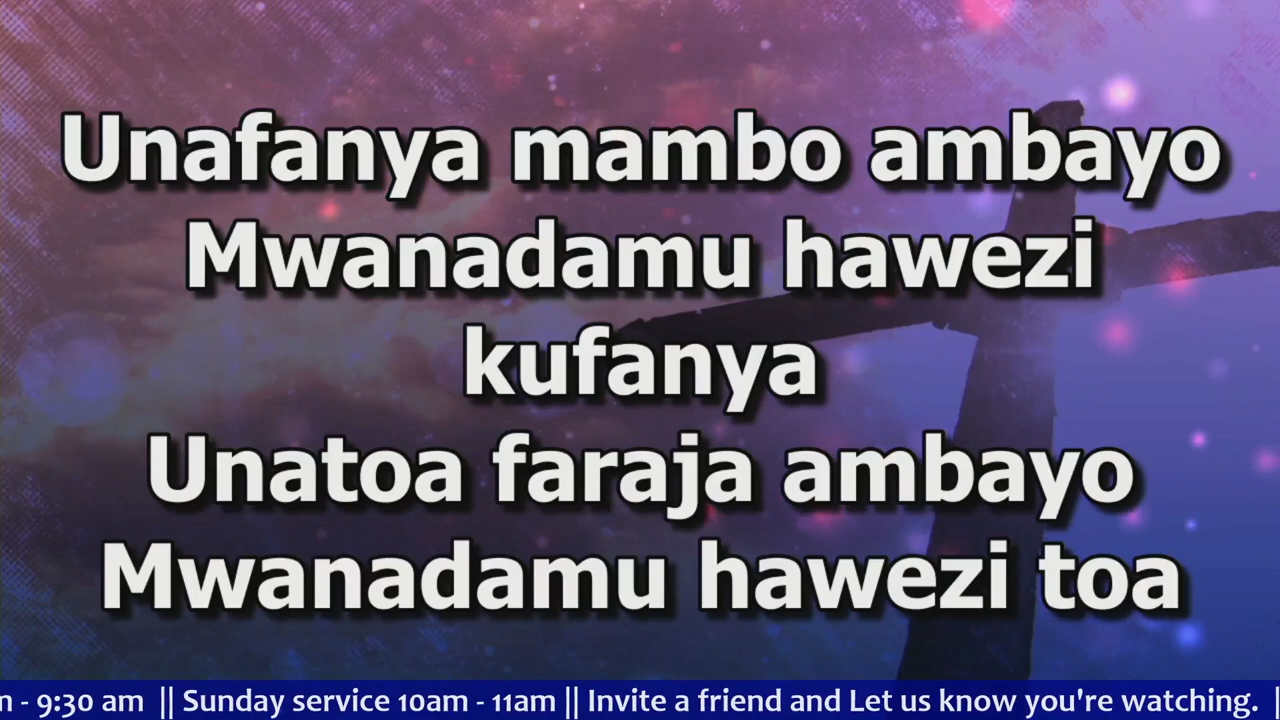 Unafanya mambo ambayo
Mwanadamu hawezi
kufanya
Unatoa faraja ambayo
Mwanadamu hawezi toa
- 9:30 am || Sunday service 10am - 11am || Invite a friend and Let us know you're watching.